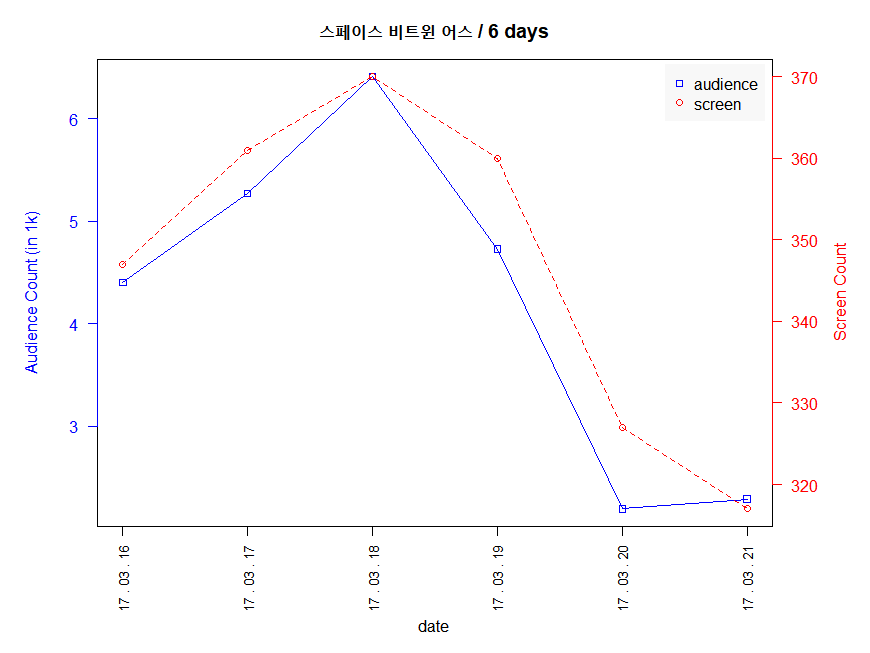 스페이스 비트윈 어스 / 6 days
audience
screen
Audience Count (in 1k)
6
5
4
3
370
360
350
340
330
320
Screen Count
17 . 03 . 16
17 . 03 . 17
17 . 03 . 18
17 . 03 . 19
17 . 03 . 20
17 . 03 . 21
date